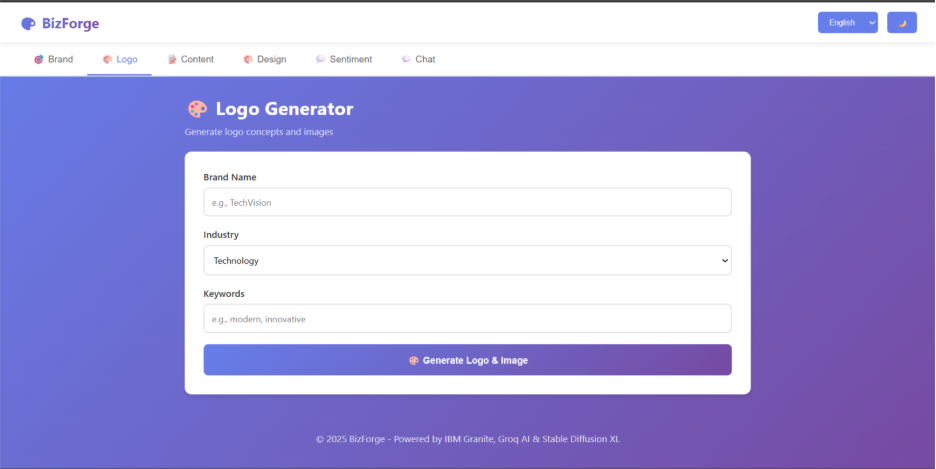 BizForge
English
Brand Logo Content Design Sentiment Chat
Logo Generator
Generate logo concepts and images
Brand Name
e.g., TechVision
Industry
Technology
Keywords
e.g., modern, innovative
Generate Logo & Image
© 2025 BizForge - Powered by IBM Granite, Groq AI & Stable Diffusion XL